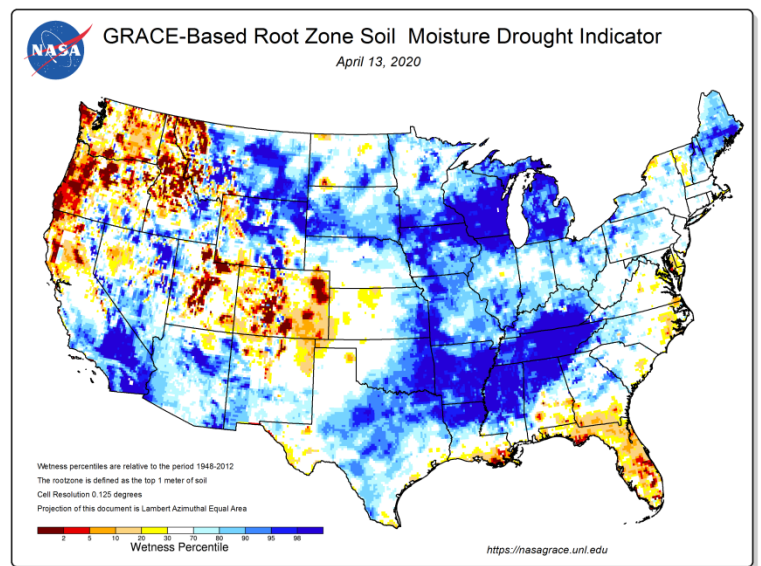 NASA
GRACE-Based Root Zone Soil Moisture Drought Indicator
April 13, 2020
Wetness percentiles are relative to the period 1948-2012
The rootzone is defined as the top 1 meter of soil
Cell Resolution 0.125 degrees
Projection of this document is Lambert Azimuthal Equal Area
2 5 10 20 30 70 80 90 95 98
Wetness Percentile
https://nasagrace.unl.edu